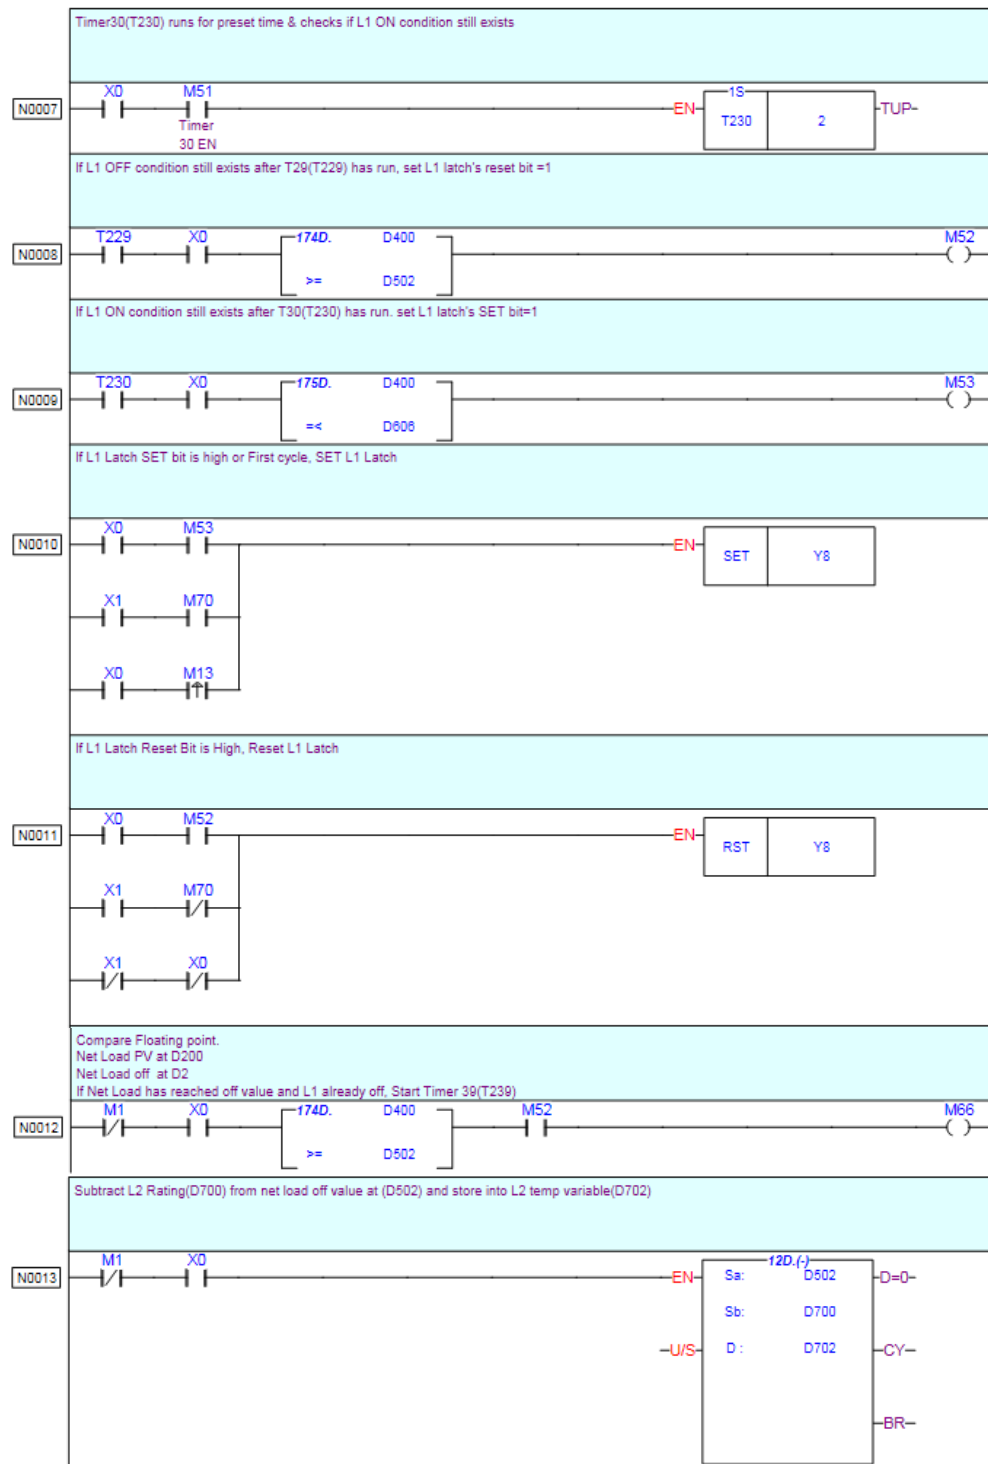 Timer30(T230) runs for preset time & checks if L1 ON condition still exists
X0 M51 1S
N0007 EN T230 2 TUP
Timer
30 EN
If L1 OFF condition still exists after T29(T229) has run, set L1 latch's reset bit =1
T229 X0 174D. D400 M52
N0008
>= D502
If L1 ON condition still exists after T30(T230) has run. set L1 latch's SET bit=1
T230 X0 175D. D400 M53
N0009
=< D606
If L1 Latch SET bit is high or First cycle, SET L1 Latch
X0 M53
N0010 EN SET Y8
X1 M70
X0 M13
If L1 Latch Reset Bit is High, Reset L1 Latch
X0 M52
N0011 EN RST Y8
X1 M70
X1 X0
Compare Floating point.
Net Load PV at D200
Net Load off at D2
If Net Load has reached off value and L1 already off, Start Timer 39(T239)
M1 X0 174D. D400 M52 M66
N0012
>= D502
Subtract L2 Rating(D700) from net load off value at (D502) and store into L2 temp variable(D702)
M1 X0 12D.(-)
N0013 EN Sa: D502 D=0
Sb: D700
U/S D : D702 CY
BR